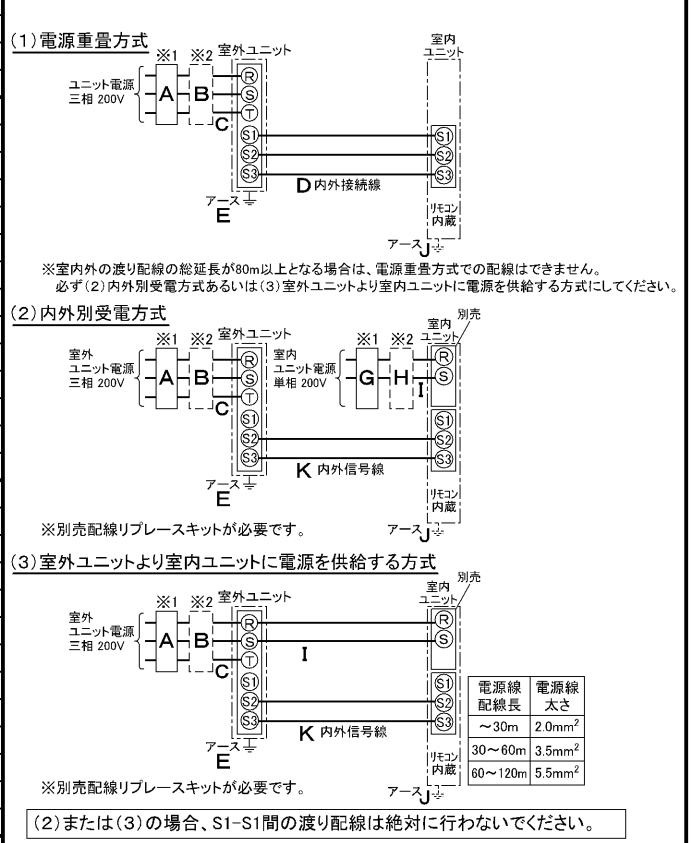 (1)電源重畳方式
※1 ※2 室外ユニット
室内
ユニット
ユニット電源
三相 200V
A B C
R
S
T
S1
S2
S3
S1
S2
S3
D 内外接続線
アース
E
リモコン
内蔵
アース J
※室内外の渡り配線の総延長が80m以上となる場合は、電源重畳方式での配線はできません。
必ず(2)内外別受電方式あるいは(3)室外ユニットより室内ユニットに電源を供給する方式にしてください。
(2)内外別受電方式
※1 ※2 室外ユニット
室外
ユニット電源
三相 200V
A B C
R
S
T
S1
S2
S3
※1 ※2
室内
ユニット
別売
室内
ユニット電源
単相 200V
G H I
R
S
S1
S2
S3
K 内外信号線
アース
E
リモコン
内蔵
アース J
※別売配線リプレースキットが必要です。
(3)室外ユニットより室内ユニットに電源を供給する方式
※1 ※2 室外ユニット
室内
ユニット
別売
室外
ユニット電源
三相 200V
A B C
R
S
T
S1
S2
S3
I
R
S
S1
S2
S3
K 内外信号線
アース
E
リモコン
内蔵
アース J
電源線配線長 電源線太さ
～30m 2.0mm²
30～60m 3.5mm²
60～120m 5.5mm²
※別売配線リプレースキットが必要です。
(2)または(3)の場合、S1-S1間の渡り配線は絶対に行わないでください。